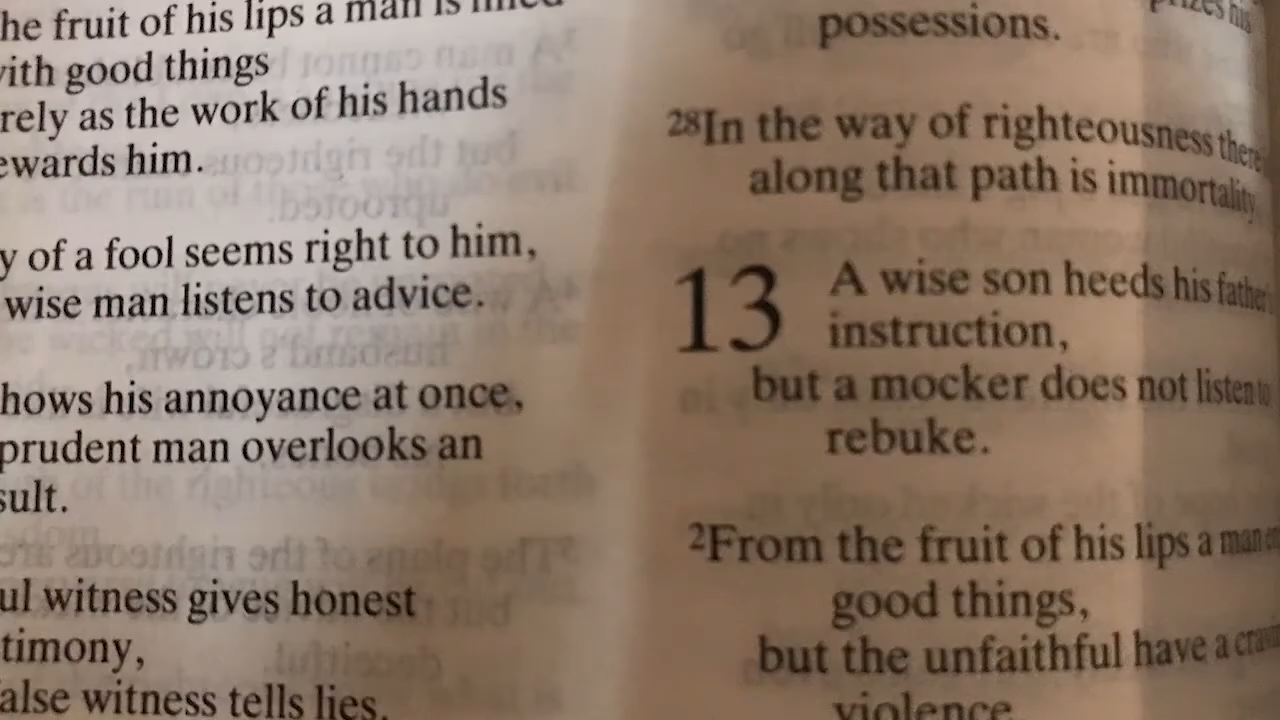 he fruit of his lips a man is filled
ith good things
rely as the work of his hands
ewards him.
y of a fool seems right to him,
wise man listens to advice.
hows his annoyance at once,
prudent man overlooks an
sult.
ul witness gives honest
timony,
alse witness tells lies.
prizes his
possessions.
28In the way of righteousness there
along that path is immortality
13 A wise son heeds his father's
instruction,
but a mocker does not listen to
rebuke.
2From the fruit of his lips a man
good things,
but the unfaithful have a
violence